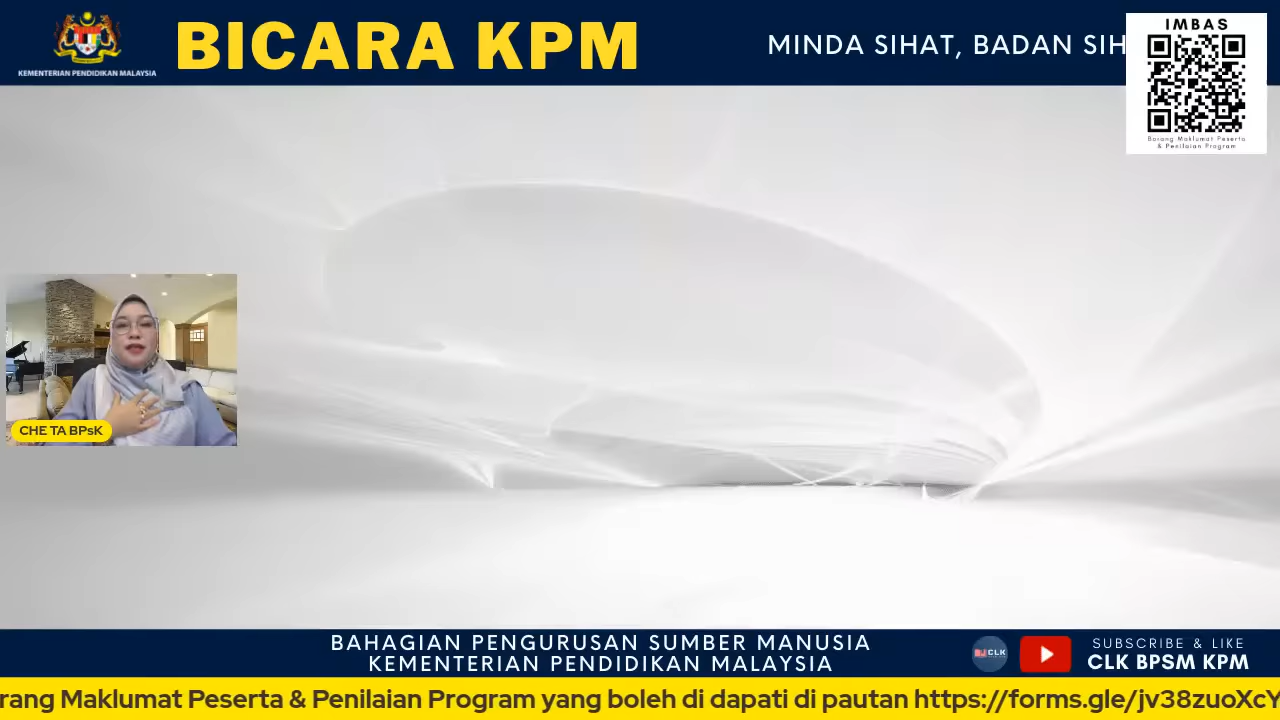 KEMENTERIAN PENDIDIKAN MALAYSIA
BICARA KPM
MINDA SIHAT, BADAN SIH
IMBAS
Borang Maklumat Peserta
& Penilaian Program
CHE TA BPsK
BAHAGIAN PENGURUSAN SUMBER MANUSIA
KEMENTERIAN PENDIDIKAN MALAYSIA
CLK
SUBSCRIBE & LIKE
CLK BPSM KPM
rang Maklumat Peserta & Penilaian Program yang boleh di dapati di pautan https://forms.gle/jv38zuoXcY